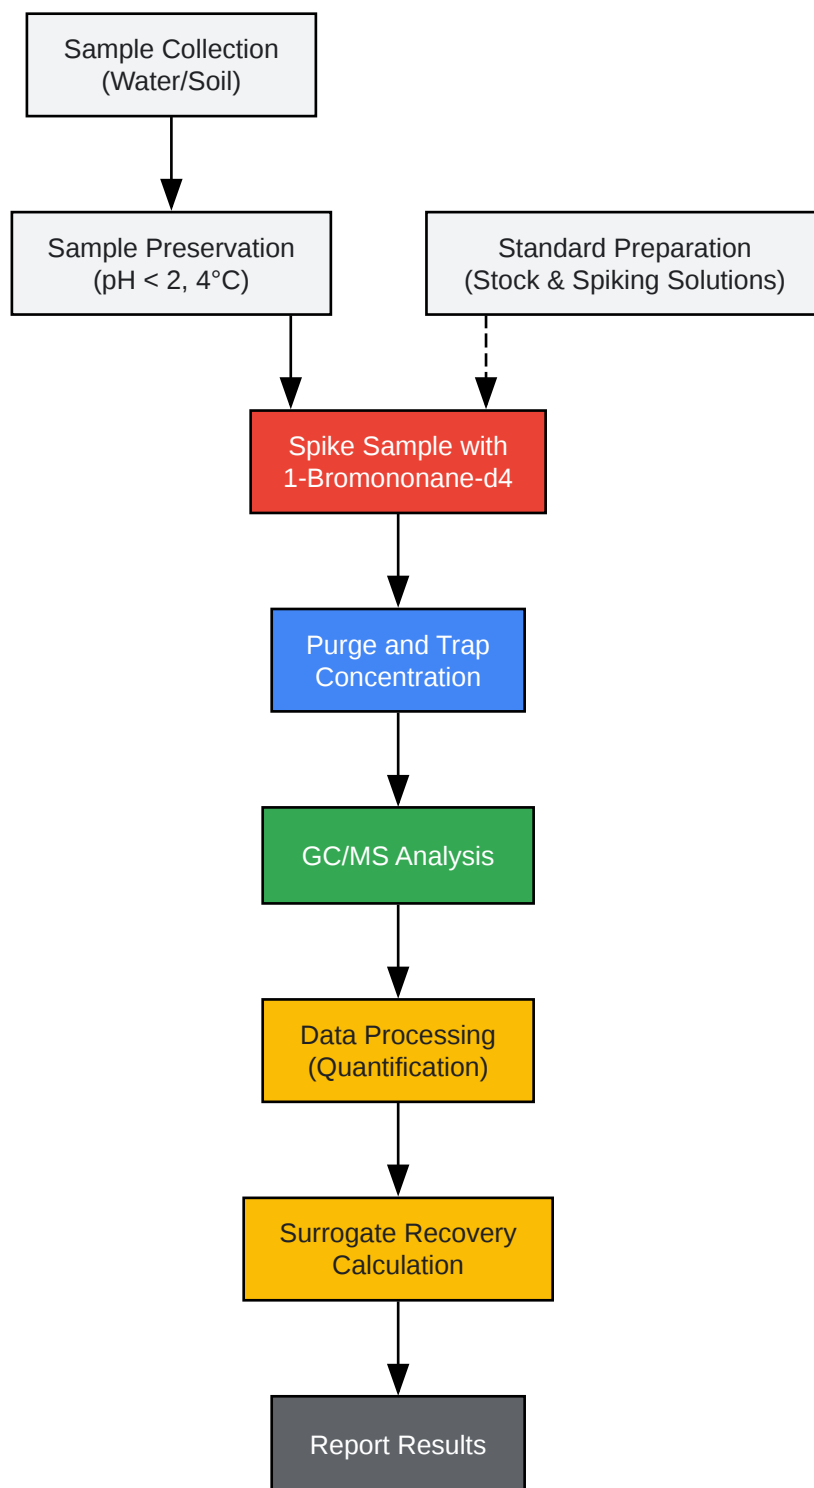 Sample Collection
(Water/Soil)
Sample Preservation
(pH < 2, 4°C)
Standard Preparation
(Stock & Spiking Solutions)
Spike Sample with
1-Bromononane-d4
Purge and Trap
Concentration
GC/MS Analysis
Data Processing
(Quantification)
Surrogate Recovery
Calculation
Report Results